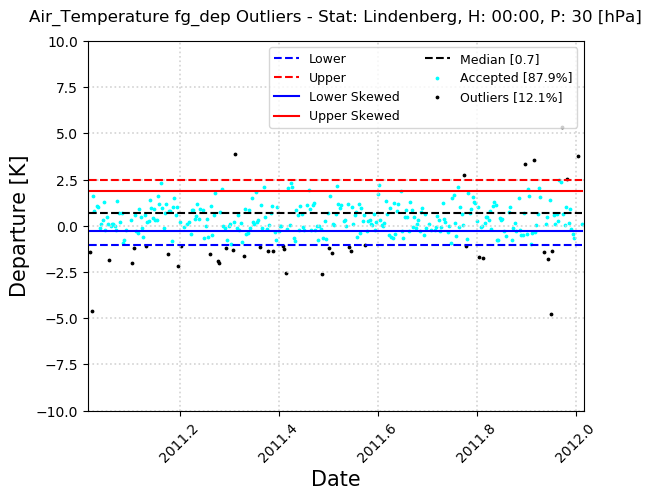 Air_Temperature fg_dep Outliers - Stat: Lindenberg, H: 00:00, P: 30 [hPa]
10.0
7.5
5.0
2.5
0.0
−2.5
−5.0
−7.5
−10.0
Departure [K]
Lower
Upper
Lower Skewed
Upper Skewed
Median [0.7]
Accepted [87.9%]
Outliers [12.1%]
2011.2
2011.4
2011.6
2011.8
2012.0
Date